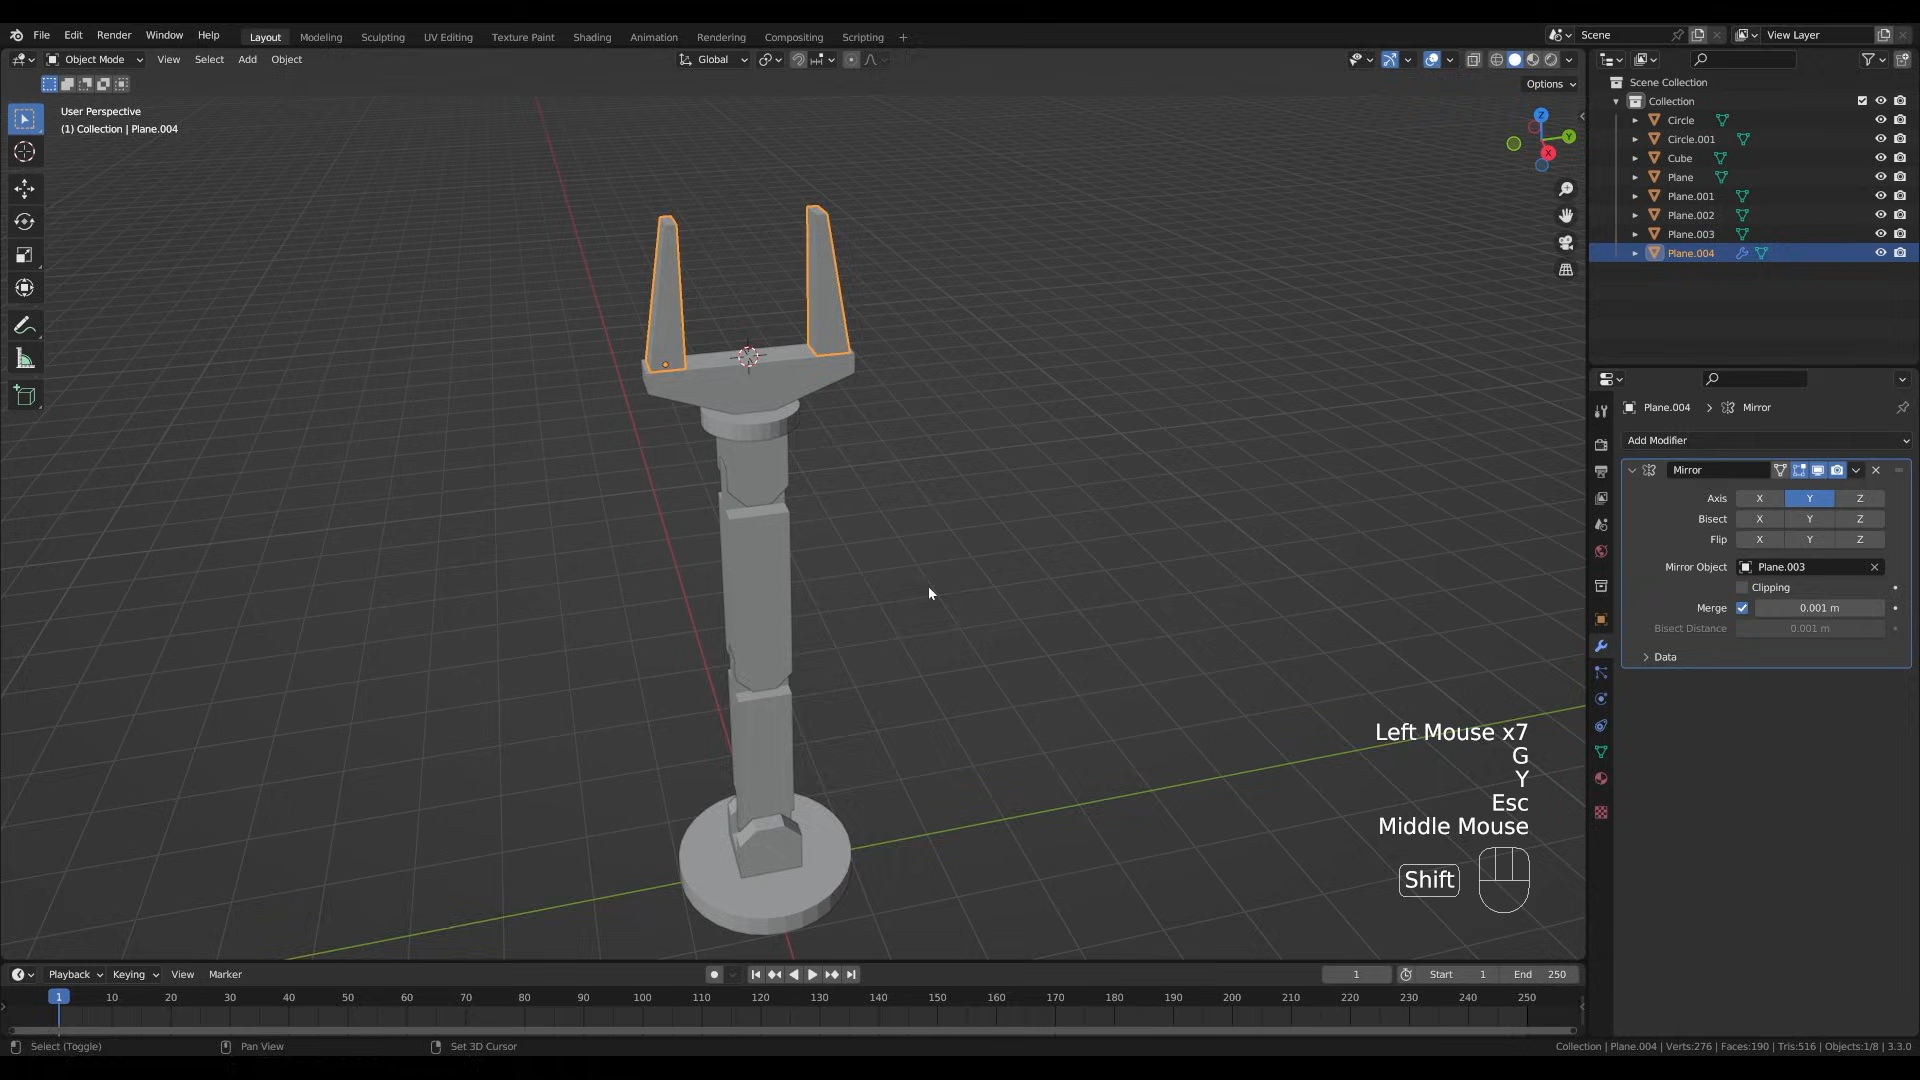 File Edit Render Window Help Layout Modeling Sculpting UV Editing Texture Paint Shading Animation Rendering Compositing Scripting + Scene View Layer
Object Mode View Select Add Object Global
Options
User Perspective
(1) Collection | Plane.004
Z
Y
X
Scene Collection
Collection
Circle
Circle.001
Cube
Plane
Plane.001
Plane.002
Plane.003
Plane.004
Plane.004 > Mirror
Add Modifier
Mirror
Axis X Y Z
Bisect X Y Z
Flip X Y Z
Mirror Object Plane.003
Clipping
Merge 0.001 m
Bisect Distance 0.001 m
Data
Left Mouse x7
G
Y
Esc
Middle Mouse
Shift
Playback Keying View Marker 1 Start 1 End 250
1 10 20 30 40 50 60 70 80 90 100 110 120 130 140 150 160 170 180 190 200 210 220 230 240 250
Select (Toggle) Pan View Set 3D Cursor Collection | Plane.004 | Verts:276 | Faces:190 | Tris:516 | Objects:1/8 | 3.3.0